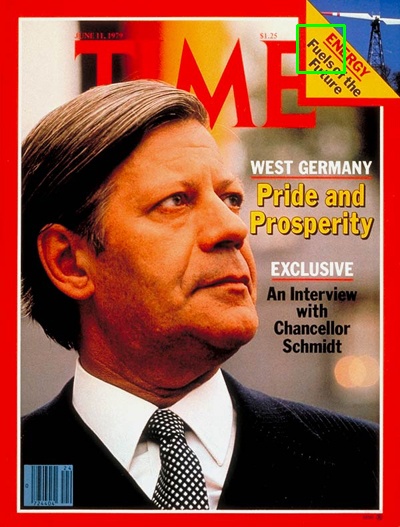 JUNE 11, 1979
$1.25
TIME
ENERGY
Fuels of the
Future
WEST GERMANY
Pride and
Prosperity
EXCLUSIVE
An Interview
with
Chancellor
Schmidt
24